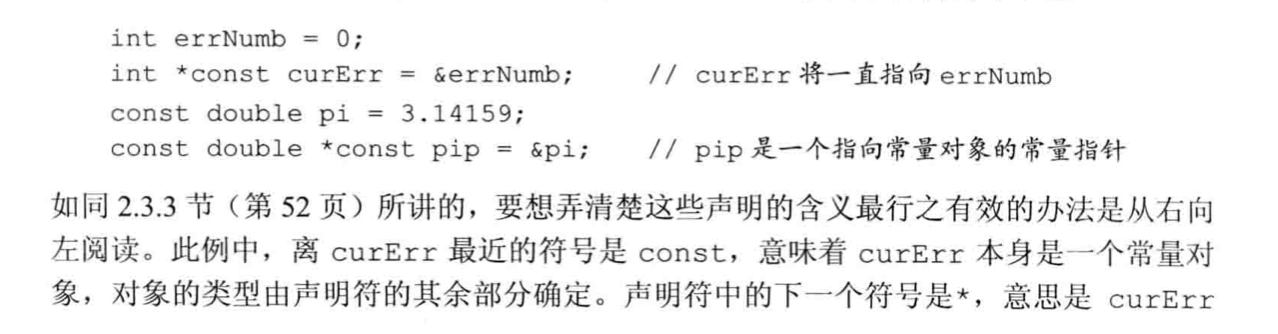 int errNumb = 0;
int *const curErr = &errNumb;     // curErr 将一直指向 errNumb
const double pi = 3.14159;
const double *const pip = &pi;    // pip 是一个指向常量对象的常量指针
如同 2.3.3 节（第 52 页）所讲的，要想弄清楚这些声明的含义最行之有效的办法是从右向
左阅读。此例中，离 curErr 最近的符号是 const，意味着 curErr 本身是一个常量对
象，对象的类型由声明符的其余部分确定。声明符中的下一个符号是*，意思是 curErr